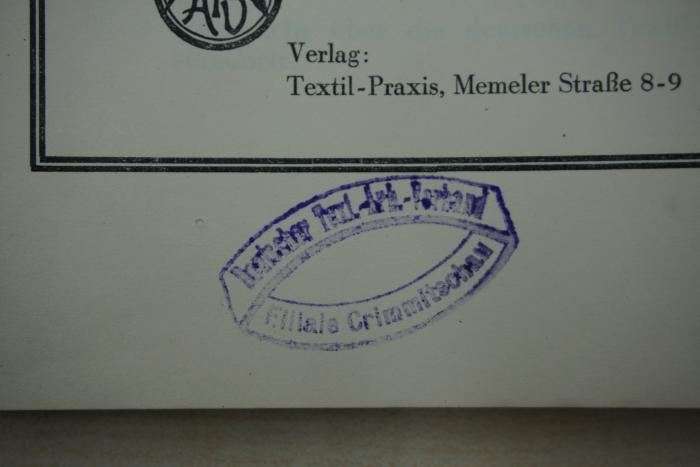 Verlag:
Textil-Praxis, Memeler Straße 8-9
Deutscher Text.-Arb.-Verband
Filiale Crimmitschau